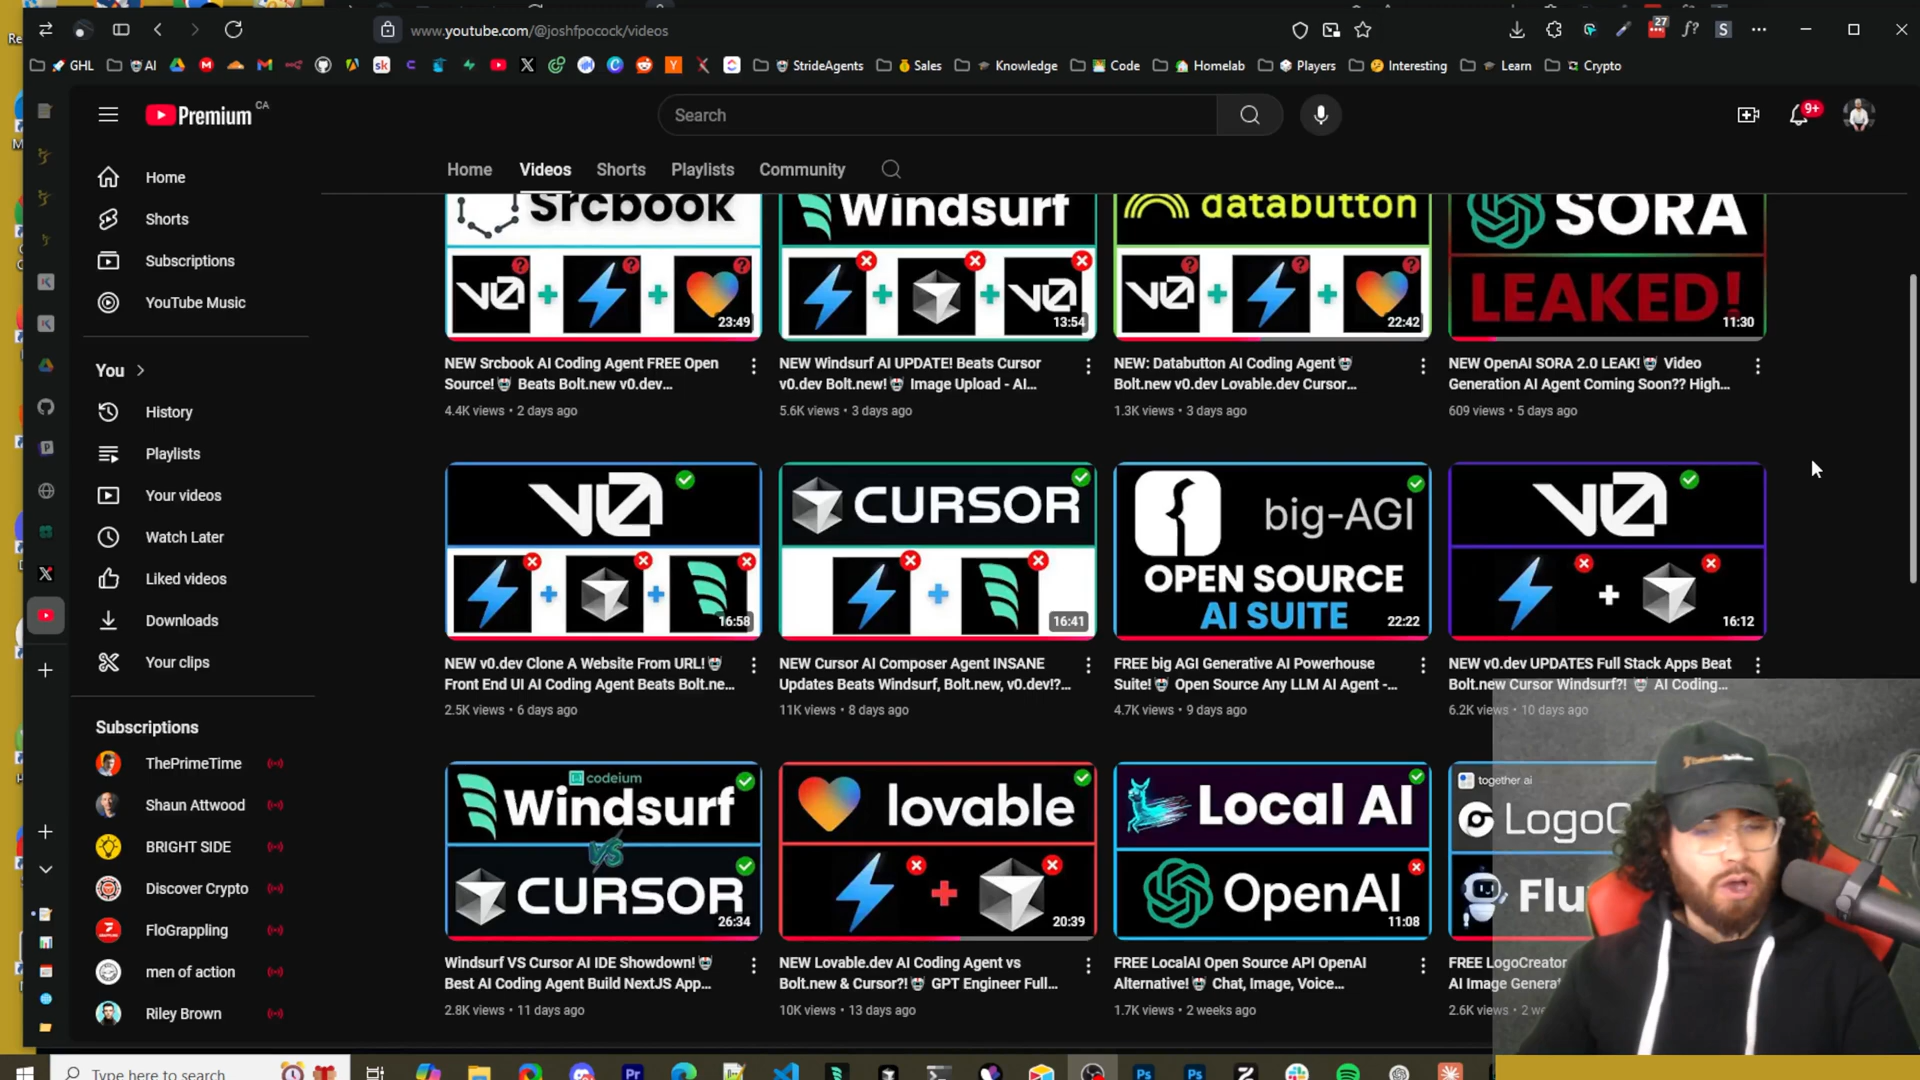 www.youtube.com/@joshfpocock/videos
27
f?
S
GHL
AI
sk
StrideAgents
Sales
Knowledge
Code
Homelab
Players
Interesting
Learn
Crypto
Premium
CA
Search
9+
Home
Videos
Shorts
Playlists
Community
Home
Shorts
Subscriptions
YouTube Music
You
History
Playlists
Your videos
Watch Later
Liked videos
Downloads
Your clips
Subscriptions
ThePrimeTime
Shaun Attwood
BRIGHT SIDE
Discover Crypto
FloGrappling
men of action
Riley Brown
Srcbook
v0
23:49
NEW Srcbook AI Coding Agent FREE Open
Source! Beats Bolt.new v0.dev...
4.4K views • 2 days ago
Windsurf
v0
13:54
NEW Windsurf AI UPDATE! Beats Cursor
v0.dev Bolt.new! Image Upload - AI...
5.6K views • 3 days ago
databutton
v0
22:42
NEW: Databutton AI Coding Agent
Bolt.new v0.dev Lovable.dev Cursor...
1.3K views • 3 days ago
SORA
LEAKED!
11:30
NEW OpenAI SORA 2.0 LEAK! Video
Generation AI Agent Coming Soon?? High...
609 views • 5 days ago
v0
16:58
NEW v0.dev Clone A Website From URL!
Front End UI AI Coding Agent Beats Bolt.ne...
2.5K views • 6 days ago
CURSOR
16:41
NEW Cursor AI Composer Agent INSANE
Updates Beats Windsurf, Bolt.new, v0.dev!?...
11K views • 8 days ago
big-AGI
OPEN SOURCE
AI SUITE
22:22
FREE big AGI Generative AI Powerhouse
Suite! Open Source Any LLM AI Agent -...
4.7K views • 9 days ago
v0
16:12
NEW v0.dev UPDATES Full Stack Apps Beat
Bolt.new Cursor Windsurf?! AI Coding...
6.2K views • 10 days ago
codeium
Windsurf
VS
CURSOR
26:34
Windsurf VS Cursor AI IDE Showdown!
Best AI Coding Agent Build NextJS App...
2.8K views • 11 days ago
lovable
20:39
NEW Lovable.dev AI Coding Agent vs
Bolt.new & Cursor?! GPT Engineer Full...
10K views • 13 days ago
Local AI
OpenAI
11:08
FREE LocalAI Open Source API OpenAI
Alternative! Chat, Image, Voice...
1.7K views • 2 weeks ago
together ai
LogoC
Flu
FREE LogoCreator
AI Image Genera
2.6K views • 2 we
Type here to search
Pr
Ps
Ps